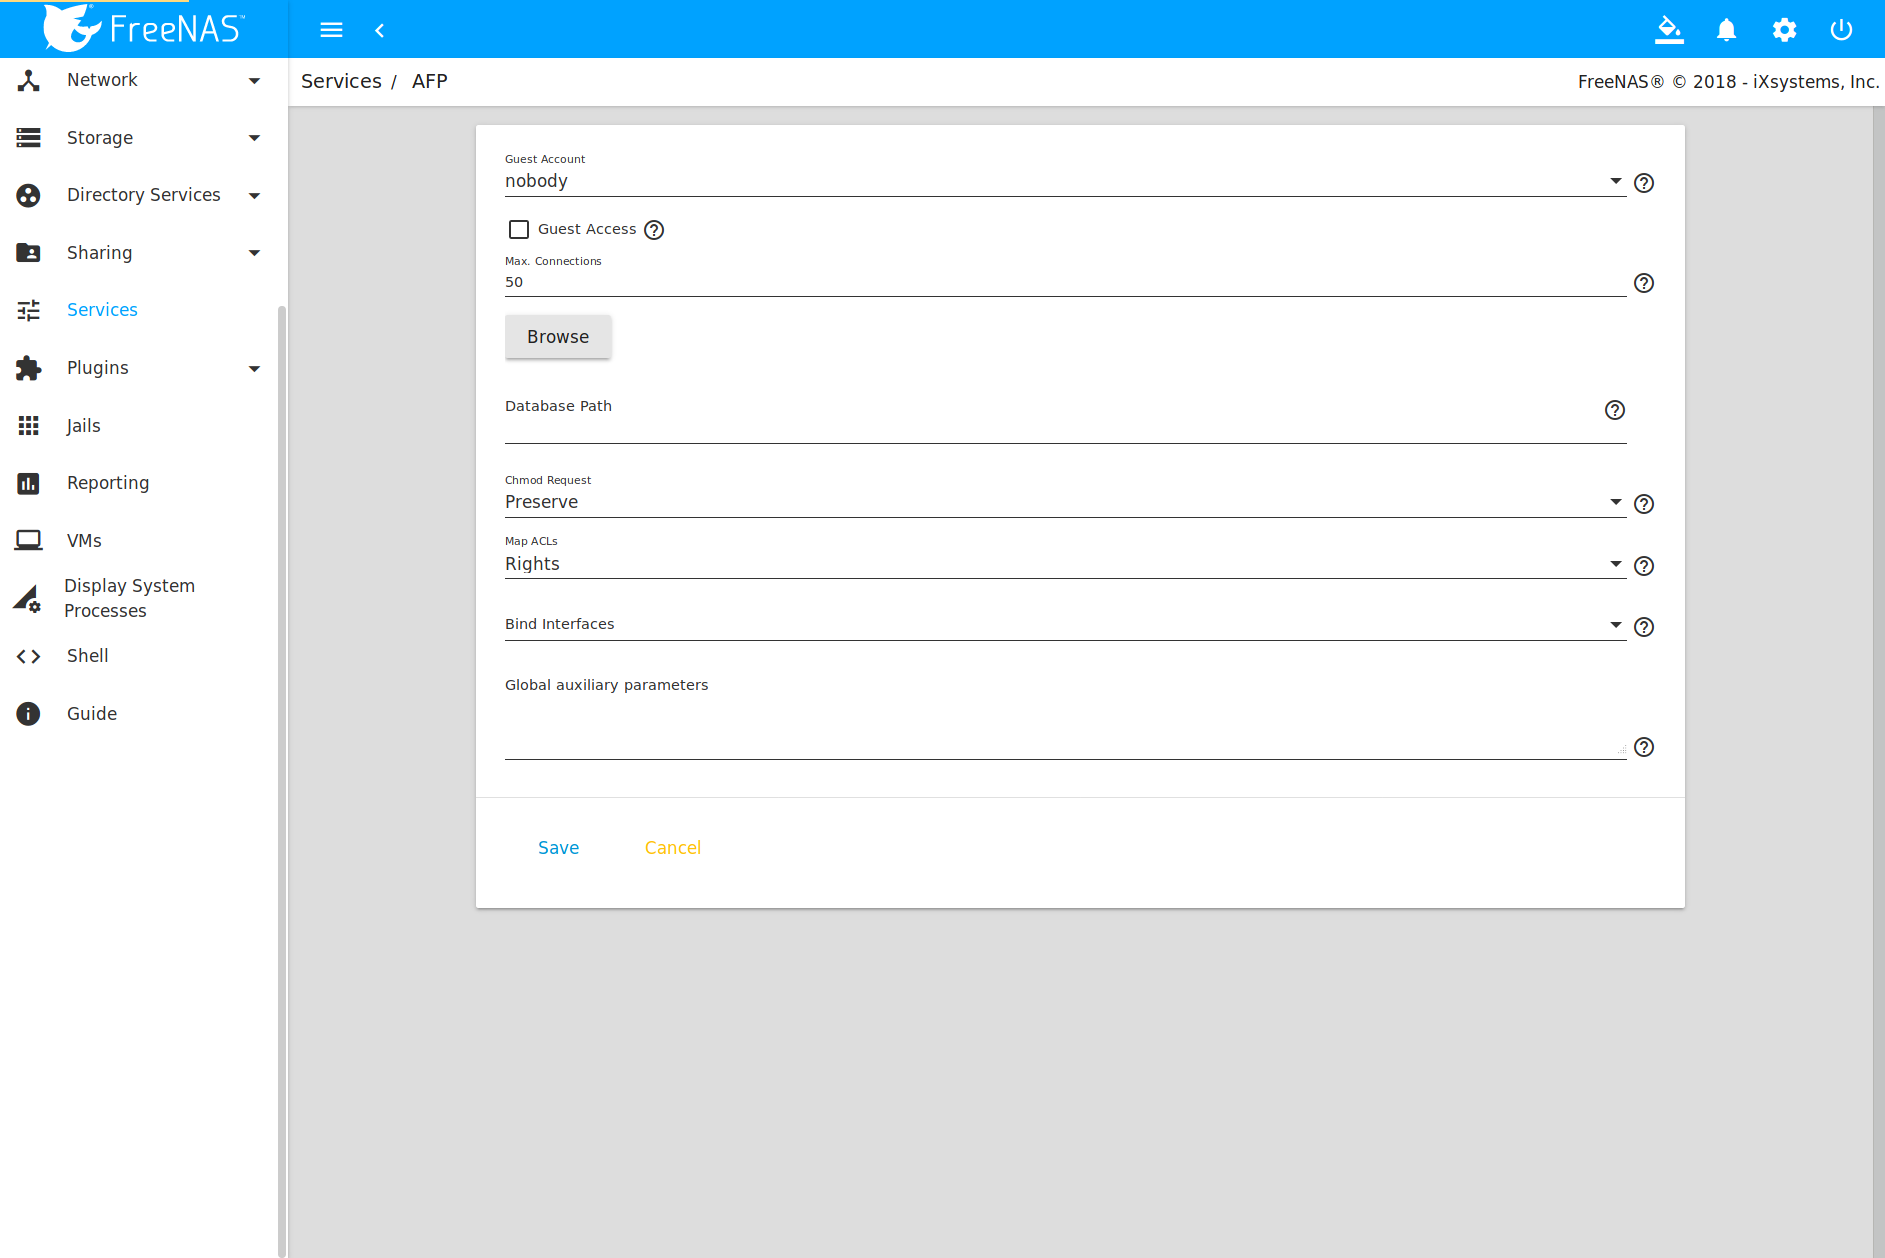 FreeNAS™
Network
Storage
Directory Services
Sharing
Services
Plugins
Jails
Reporting
VMs
Display System
Processes
Shell
Guide
Services / AFP
FreeNAS® © 2018 - iXsystems, Inc.
Guest Account
nobody
Guest Access
Max. Connections
50
Browse
Database Path
Chmod Request
Preserve
Map ACLs
Rights
Bind Interfaces
Global auxiliary parameters
Save Cancel